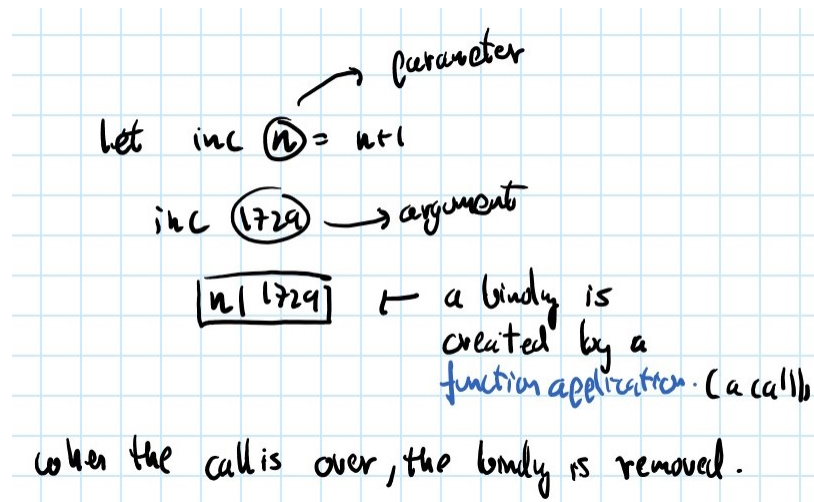 parameter
let inc n = n+1
inc 1729 → argument
n | 1729 ← a binding is
created by a
function application. (a call)
when the call is over, the binding is removed.